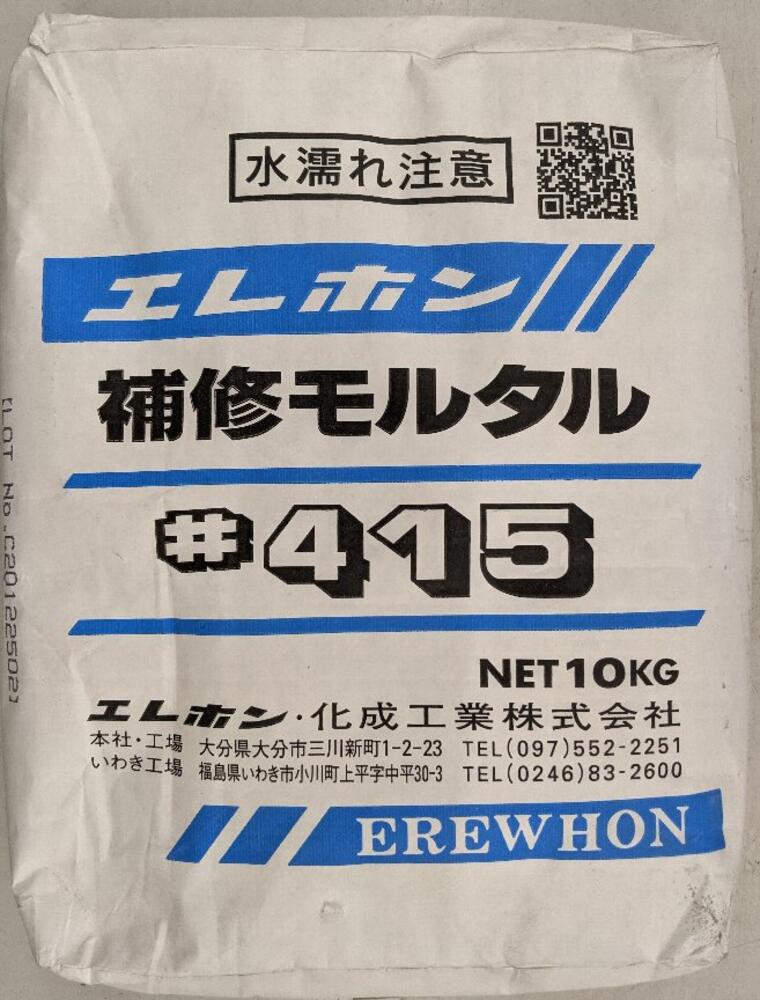 水濡れ注意
エレホン
補修モルタル
#415
NET10KG
エレホン・化成工業株式会社
本社・工場 大分県大分市三川新町1-2-23 TEL(097)552-2251
いわき工場 福島県いわき市小川町上平字中平30-3 TEL(0246)83-2600
EREWHON
[LOT No.C20122502]